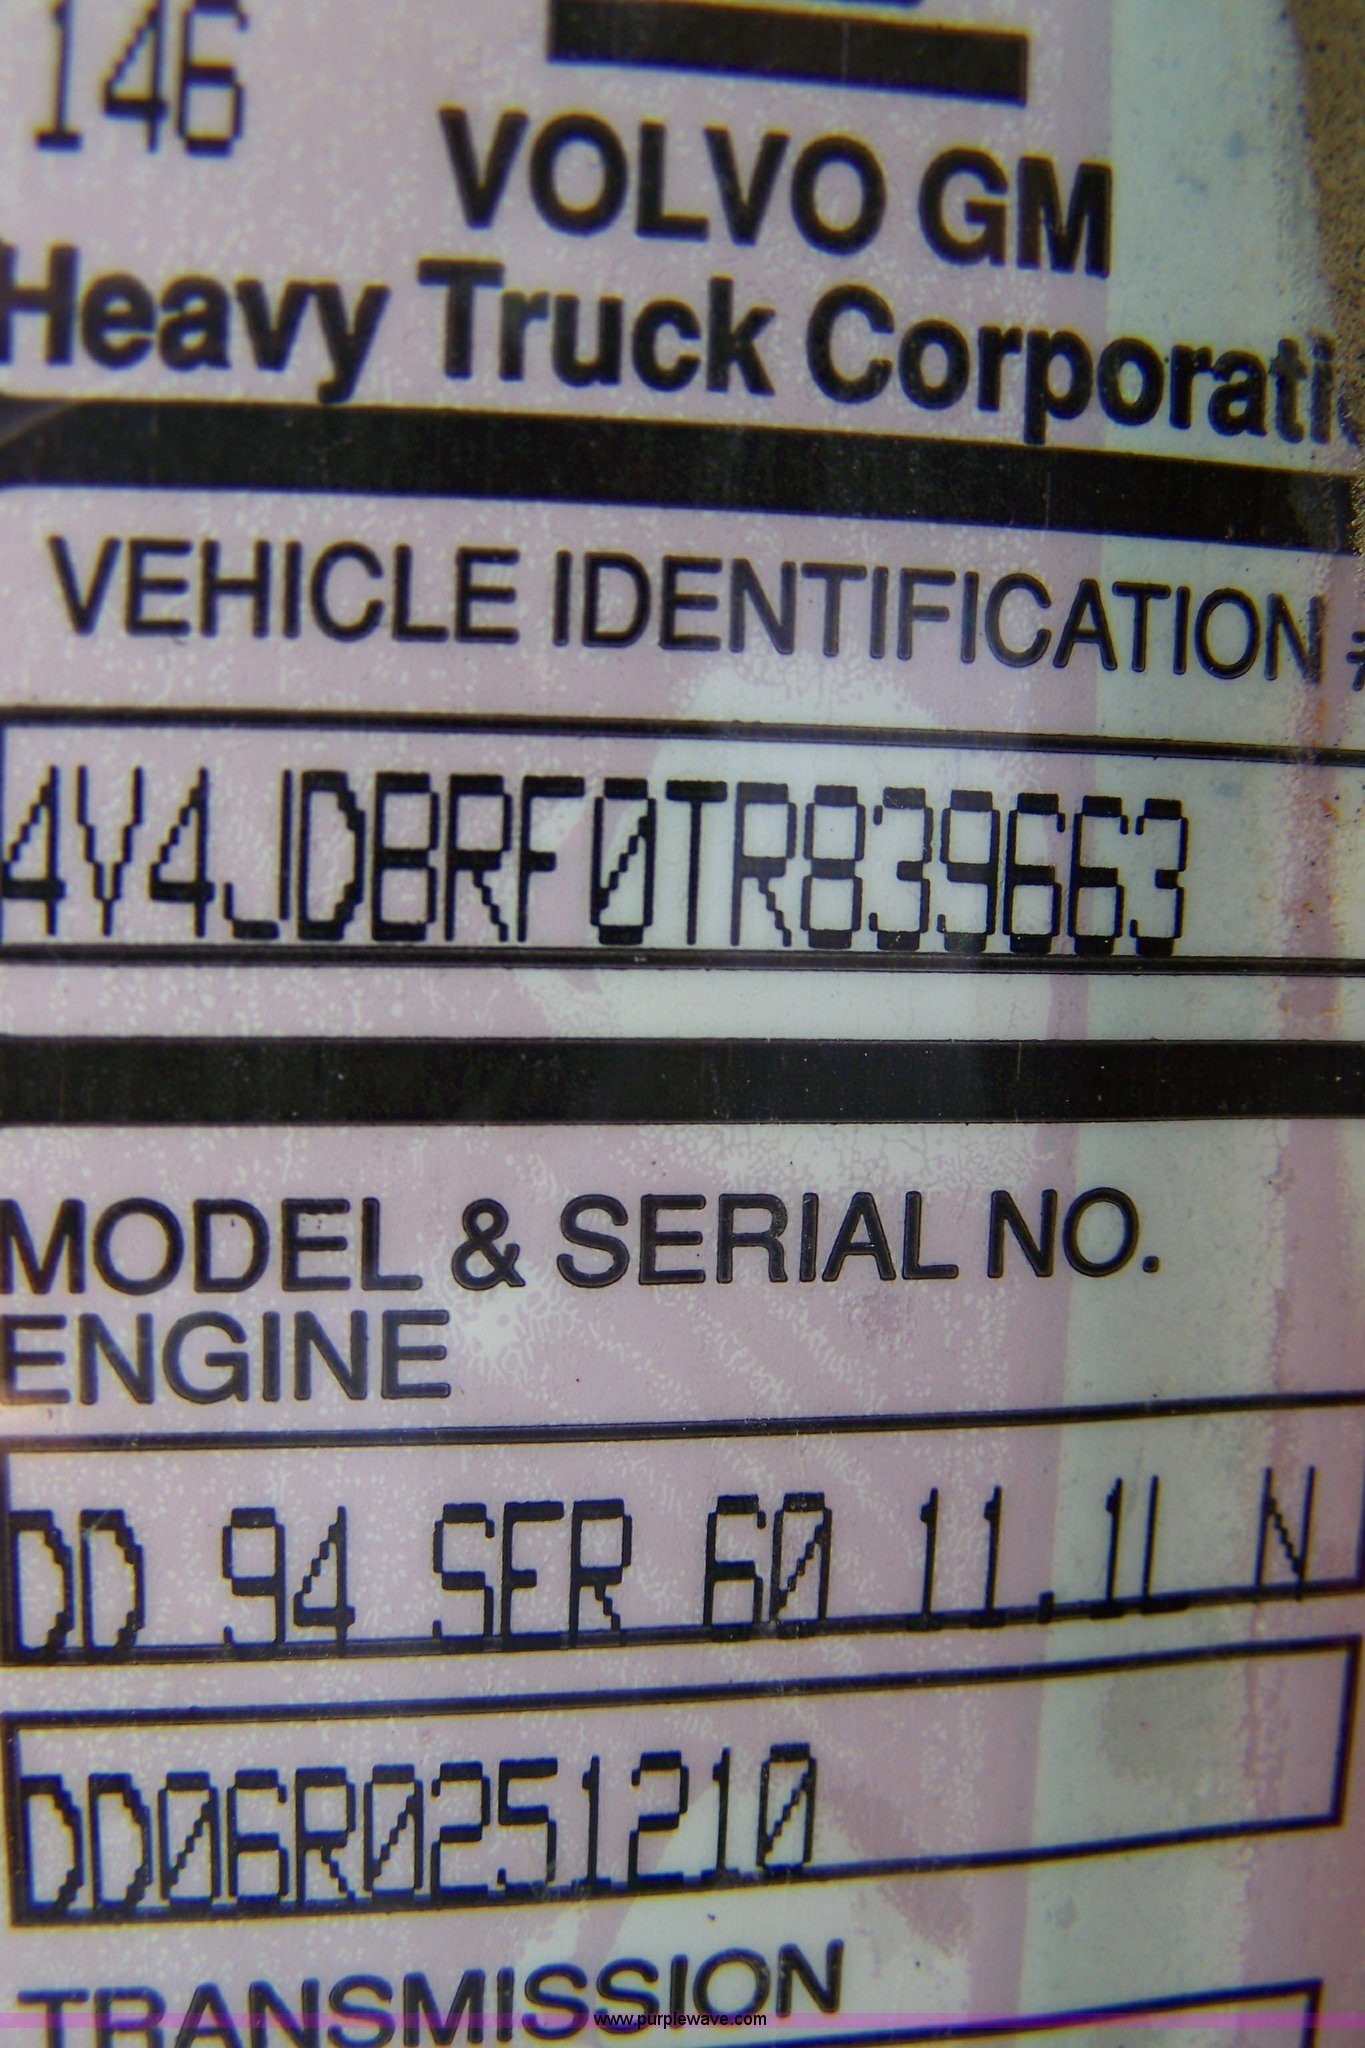 146
VOLVO GM
Heavy Truck Corporati
VEHICLE IDENTIFICATION #
4V4JDBRF0TR839663
MODEL & SERIAL NO.
ENGINE
DD 94 SER 60 11.1L N
DD06R0251210
TRANSMISSION
www.purplewave.com